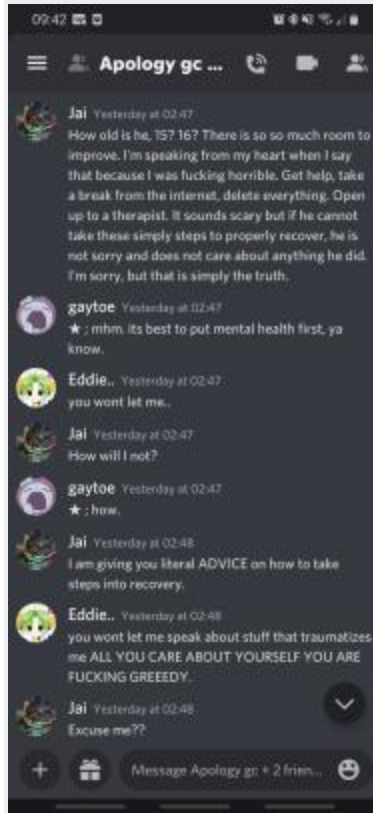 09:42
Apology gc ...
Jai Yesterday at 02:47
How old is he, 15? 16? There is so so much room to
improve. I'm speaking from my heart when I say
that because I was fucking horrible. Get help, take
a break from the internet, delete everything. Open
up to a therapist. It sounds scary but if he cannot
take these simply steps to properly recover, he is
not sorry and does not care about anything he did.
I'm sorry, but that is simply the truth.
gaytoe Yesterday at 02:47
★ ; mhm. its best to put mental health first, ya
know.
Eddie.. Yesterday at 02:47
you wont let me..
Jai Yesterday at 02:47
How will I not?
gaytoe Yesterday at 02:47
★ ; how.
Jai Yesterday at 02:48
I am giving you literal ADVICE on how to take
steps into recovery.
Eddie.. Yesterday at 02:48
you wont let me speak about stuff that traumatizes
me ALL YOU CARE ABOUT YOURSELF YOU ARE
FUCKING GREEEDY.
Jai Yesterday at 02:48
Excuse me??
Message Apology gc + 2 frien...